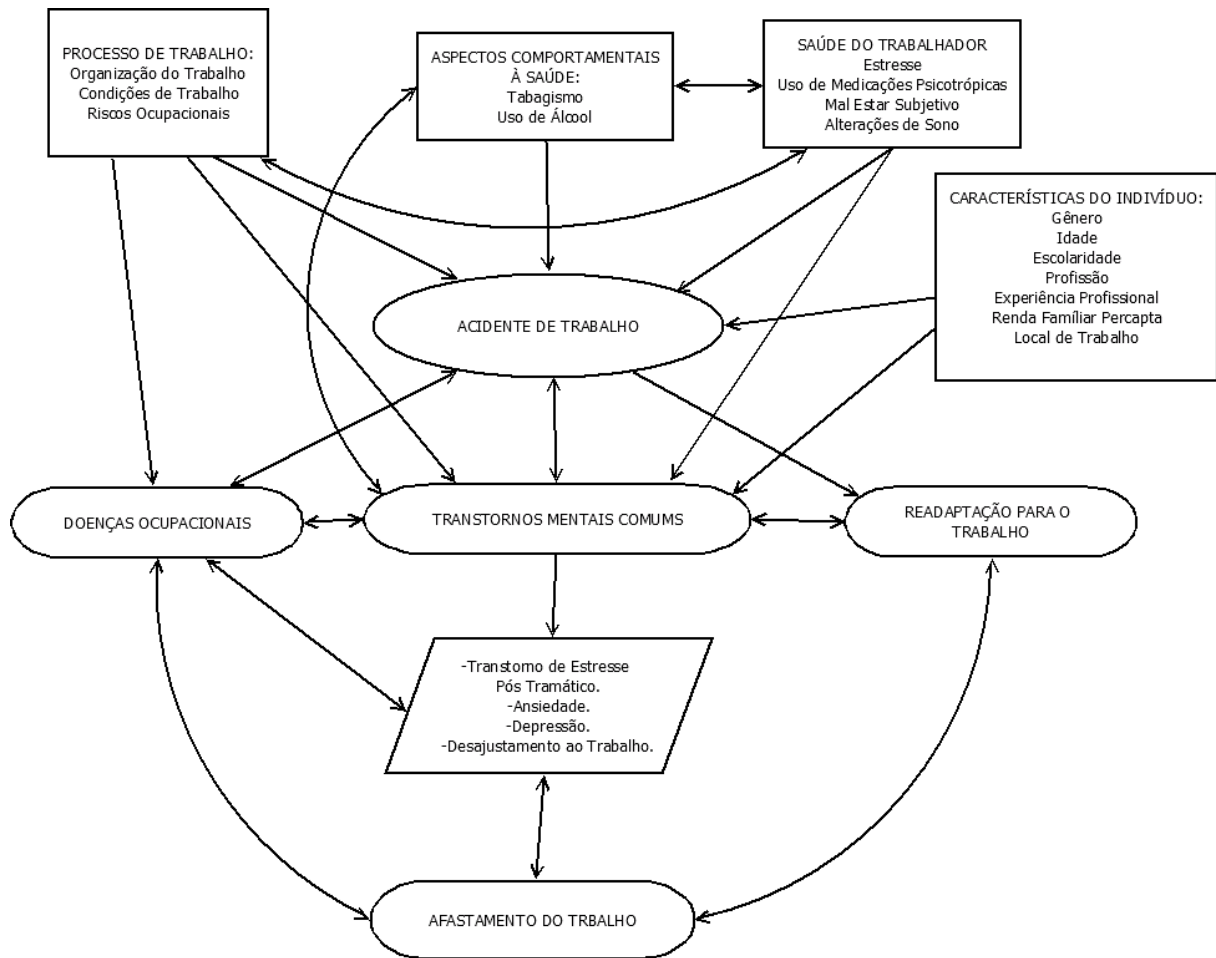 PROCESSO DE TRABALHO:
Organização do Trabalho
Condições de Trabalho
Riscos Ocupacionais
ASPECTOS COMPORTAMENTAIS
À SAÚDE:
Tabagismo
Uso de Álcool
SAÚDE DO TRABALHADOR
Estresse
Uso de Medicações Psicotrópicas
Mal Estar Subjetivo
Alterações de Sono
CARACTERÍSTICAS DO INDIVÍDUO:
Gênero
Idade
Escolaridade
Profissão
Experiência Profissional
Renda Famíliar Percapta
Local de Trabalho
ACIDENTE DE TRABALHO
DOENÇAS OCUPACIONAIS
TRANSTORNOS MENTAIS COMUMS
READAPTAÇÃO PARA O
TRABALHO
-Transtorno de Estresse
Pós Tramático.
-Ansiedade.
-Depressão.
-Desajustamento ao Trabalho.
AFASTAMENTO DO TRBALHO